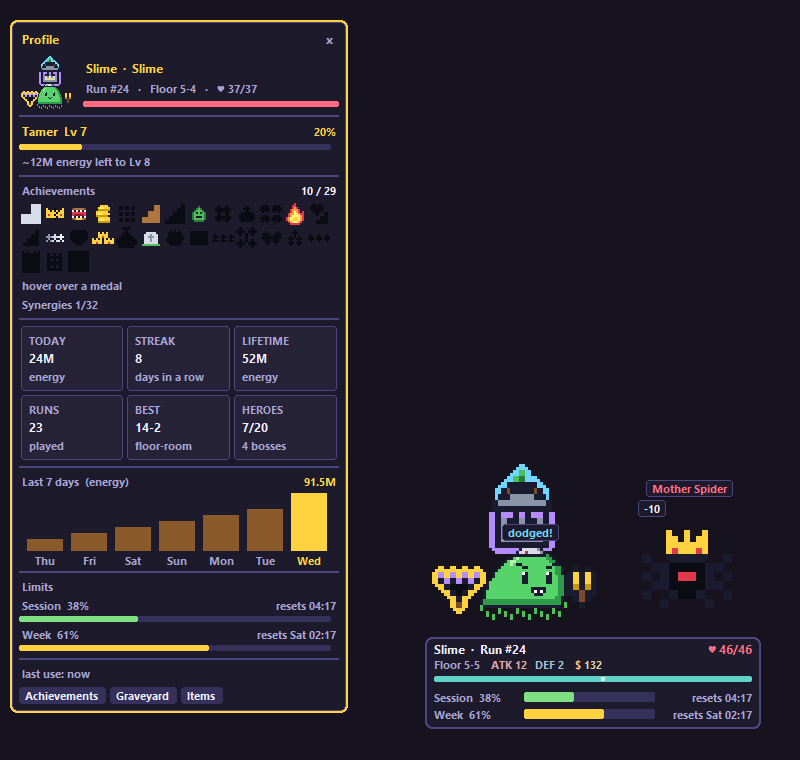 Profile x
Slime · Slime
Run #24 · Floor 5-4 · ♥ 37/37
Tamer Lv 7 20%
~12M energy left to Lv 8
Achievements 10 / 29
hover over a medal
Synergies 1/32
TODAY STREAK LIFETIME
24M 8 52M
energy days in a row energy
RUNS BEST HEROES
23 14-2 7/20
played floor-room 4 bosses
Last 7 days (energy) 91.5M
Thu Fri Sat Sun Mon Tue Wed
Limits
Session 38% resets 04:17
Week 61% resets Sat 02:17
last use: now
Achievements Graveyard Items
Mother Spider
-10
dodged!
Slime · Run #24 ♥ 46/46
Floor 5-5 ATK 12 DEF 2 $ 132
Session 38% resets 04:17
Week 61% resets Sat 02:17